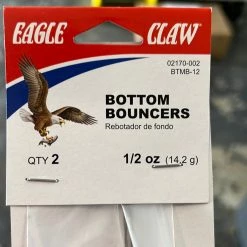 EAGLE CLAW
02170-002
BTMB-12
BOTTOM
BOUNCERS
Rebotador de fondo
QTY 2 1/2 oz (14.2 g)